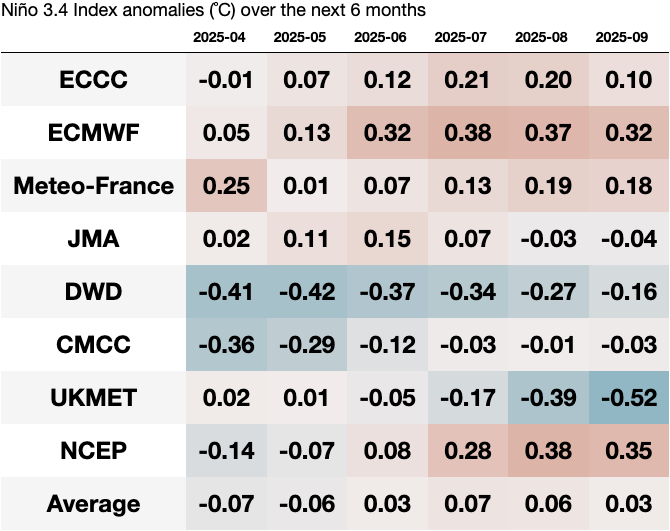 Niño 3.4 Index anomalies (°C) over the next 6 months
2025-04 2025-05 2025-06 2025-07 2025-08 2025-09
ECCC -0.01 0.07 0.12 0.21 0.20 0.10
ECMWF 0.05 0.13 0.32 0.38 0.37 0.32
Meteo-France 0.25 0.01 0.07 0.13 0.19 0.18
JMA 0.02 0.11 0.15 0.07 -0.03 -0.04
DWD -0.41 -0.42 -0.37 -0.34 -0.27 -0.16
CMCC -0.36 -0.29 -0.12 -0.03 -0.01 -0.03
UKMET 0.02 0.01 -0.05 -0.17 -0.39 -0.52
NCEP -0.14 -0.07 0.08 0.28 0.38 0.35
Average -0.07 -0.06 0.03 0.07 0.06 0.03